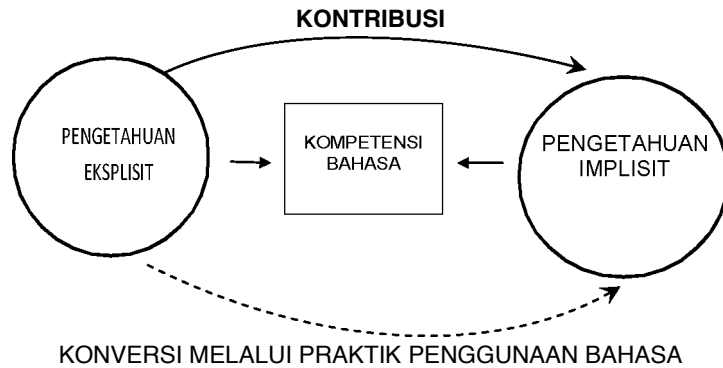 KONTRIBUSI
PENGETAHUAN
EKSPLISIT
KOMPETENSI
BAHASA
PENGETAHUAN
IMPLISIT
KONVERSI MELALUI PRAKTIK PENGGUNAAN BAHASA